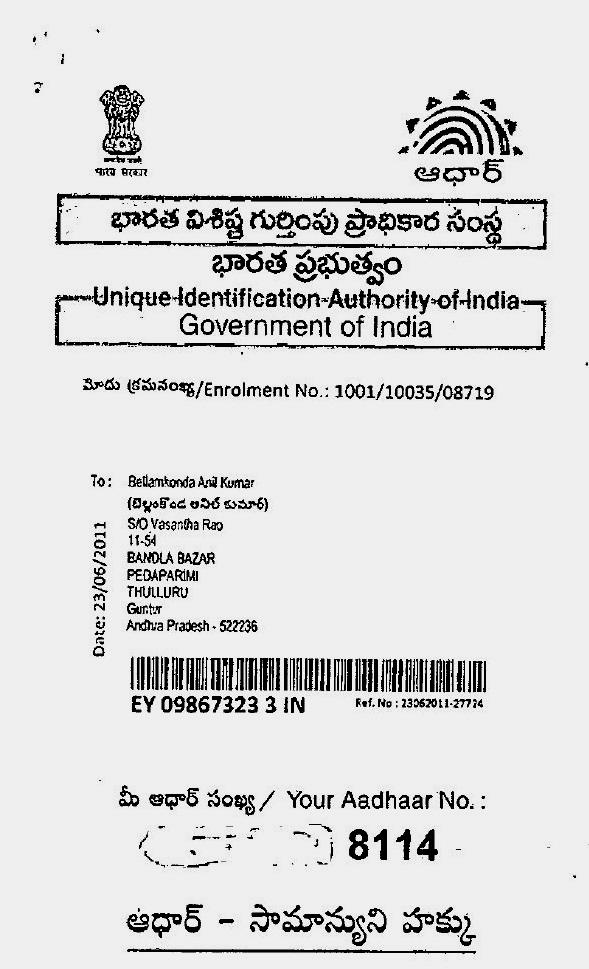 भारत सरकार
ఆధార్
భారత విశిష్ట గుర్తింపు ప్రాధికార సంస్థ
భారత ప్రభుత్వం
Unique Identification Authority of India
Government of India
మోదు క్రమసంఖ్య/Enrolment No.: 1001/10035/08719
To: Bellamkonda Anil Kumar
(బెల్లంకొండ అనిల్ కుమార్)
S/O Vasantha Rao
11-54
BANDLA BAZAR
PEDAPARIMI
THULLURU
Guntur
Andhra Pradesh - 522236
Date: 23/06/2011
EY 09867323 3 IN
Ref. No : 23062011-27724
మీ ఆధార్ సంఖ్య / Your Aadhaar No. :
8114
ఆధార్ - సామాన్యుని హక్కు